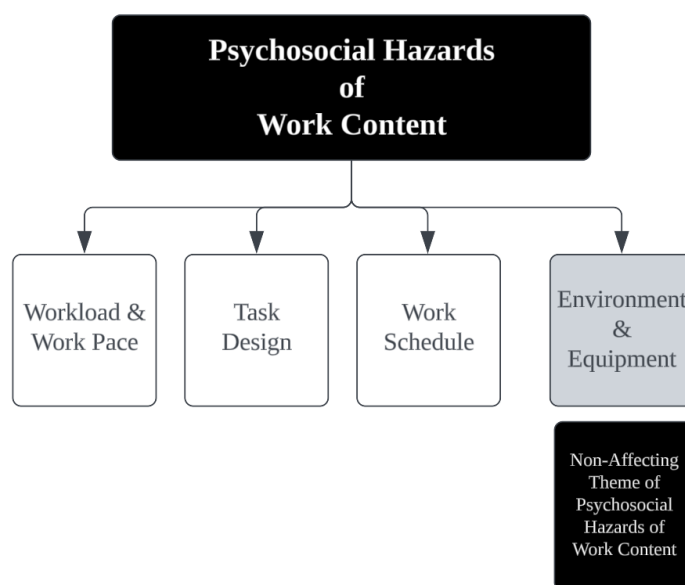 Psychosocial Hazards
of
Work Content
Workload &
Work Pace
Task
Design
Work
Schedule
Environment
&
Equipment
Non-Affecting
Theme of
Psychosocial
Hazards of
Work Content